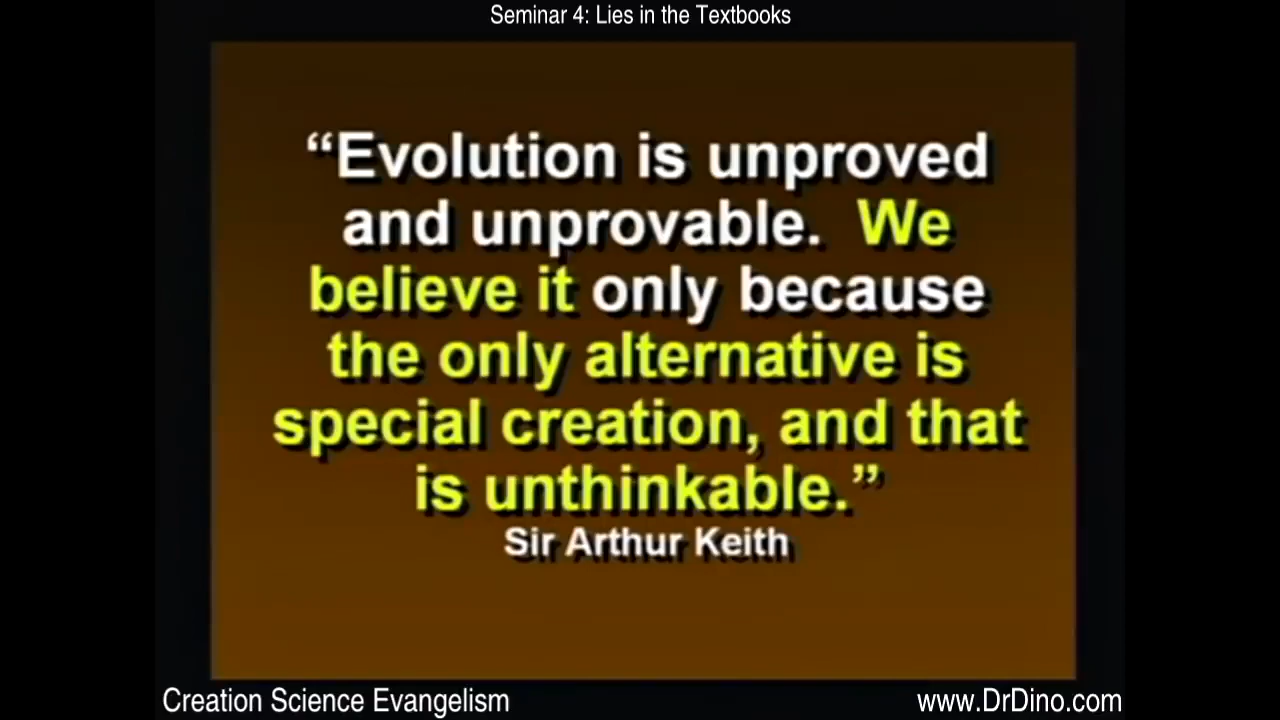 Seminar 4: Lies in the Textbooks
“Evolution is unproved
and unprovable. We
believe it only because
the only alternative is
special creation, and that
is unthinkable.”
Sir Arthur Keith
Creation Science Evangelism
www.DrDino.com